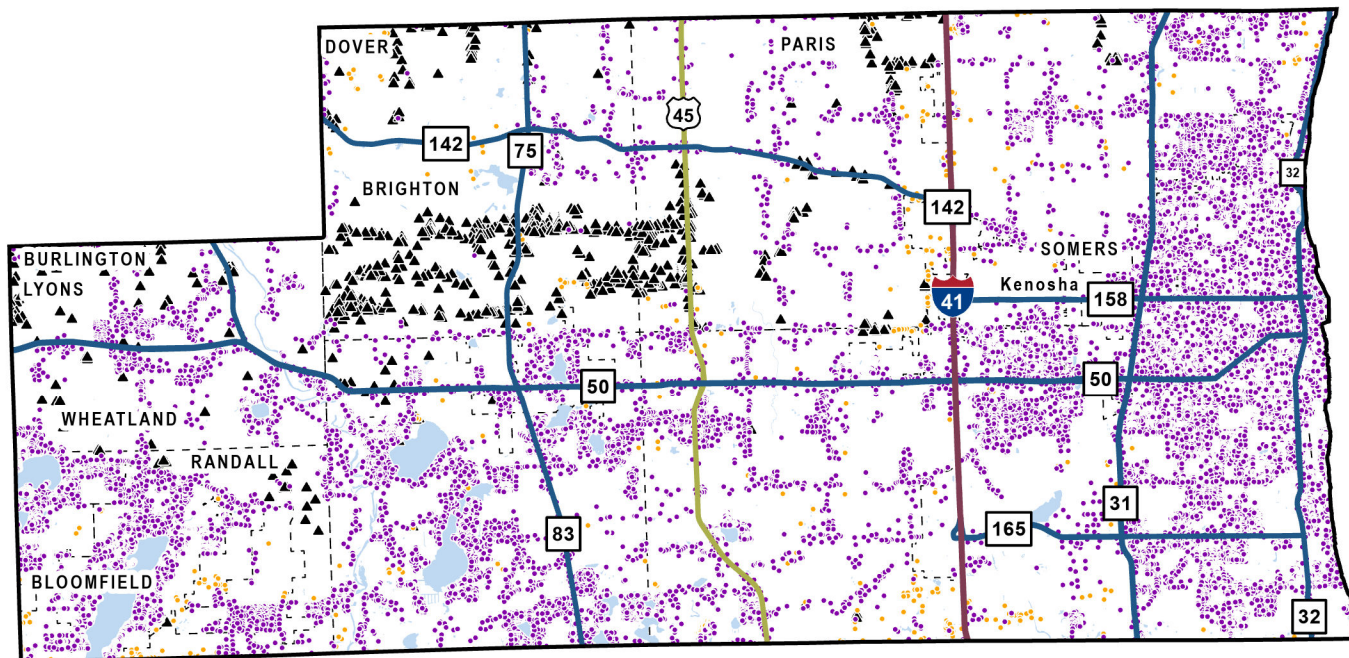 DOVER
PARIS
45
142
75
32
BRIGHTON
142
SOMERS
BURLINGTON
LYONS
Kenosha
41
158
50
50
WHEATLAND
RANDALL
31
83
165
BLOOMFIELD
32